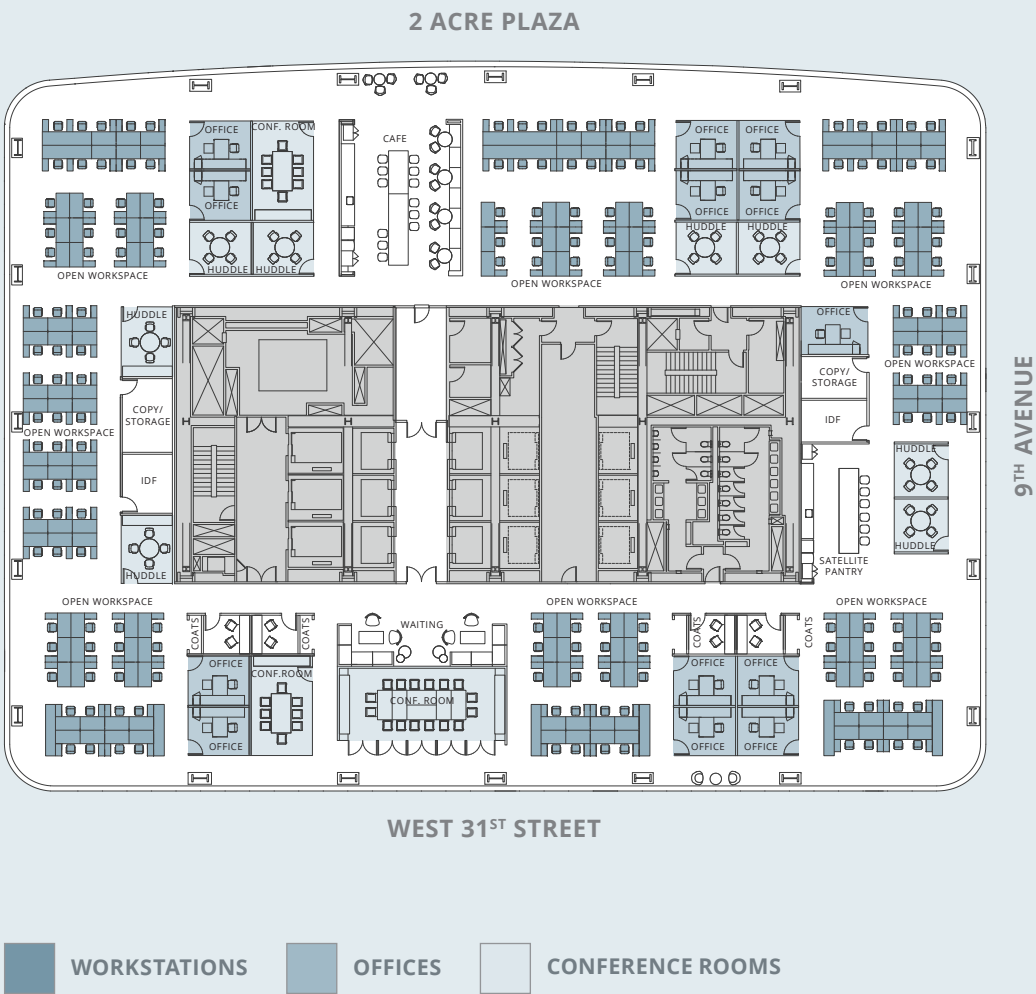 2 ACRE PLAZA
OFFICE
CONF. ROOM
CAFE
OFFICE
OFFICE
OFFICE
OFFICE
OFFICE
HUDDLE
HUDDLE
HUDDLE
HUDDLE
OPEN WORKSPACE
OPEN WORKSPACE
OPEN WORKSPACE
HUDDLE
OFFICE
OPEN WORKSPACE
COPY/
STORAGE
COPY/
STORAGE
IDF
OPEN WORKSPACE
9TH AVENUE
HUDDLE
IDF
HUDDLE
SATELLITE
PANTRY
HUDDLE
OPEN WORKSPACE
OPEN WORKSPACE
OPEN WORKSPACE
COATS
COATS
WAITING
COATS
COATS
OFFICE
CONF.ROOM
OFFICE
OFFICE
CONF. ROOM
OFFICE
OFFICE
OFFICE
WEST 31ST STREET
WORKSTATIONS
OFFICES
CONFERENCE ROOMS